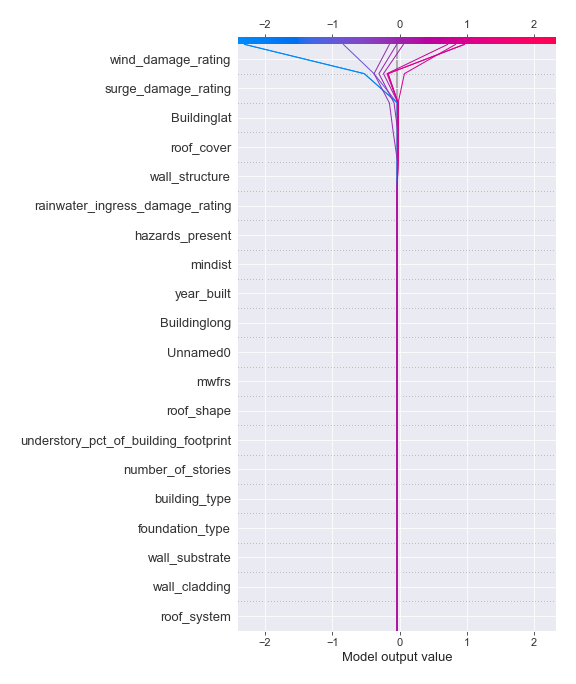 −2 −1 0 1 2
wind_damage_rating
surge_damage_rating
Buildinglat
roof_cover
wall_structure
rainwater_ingress_damage_rating
hazards_present
mindist
year_built
Buildinglong
Unnamed0
mwfrs
roof_shape
understory_pct_of_building_footprint
number_of_stories
building_type
foundation_type
wall_substrate
wall_cladding
roof_system
−2 −1 0 1 2
Model output value